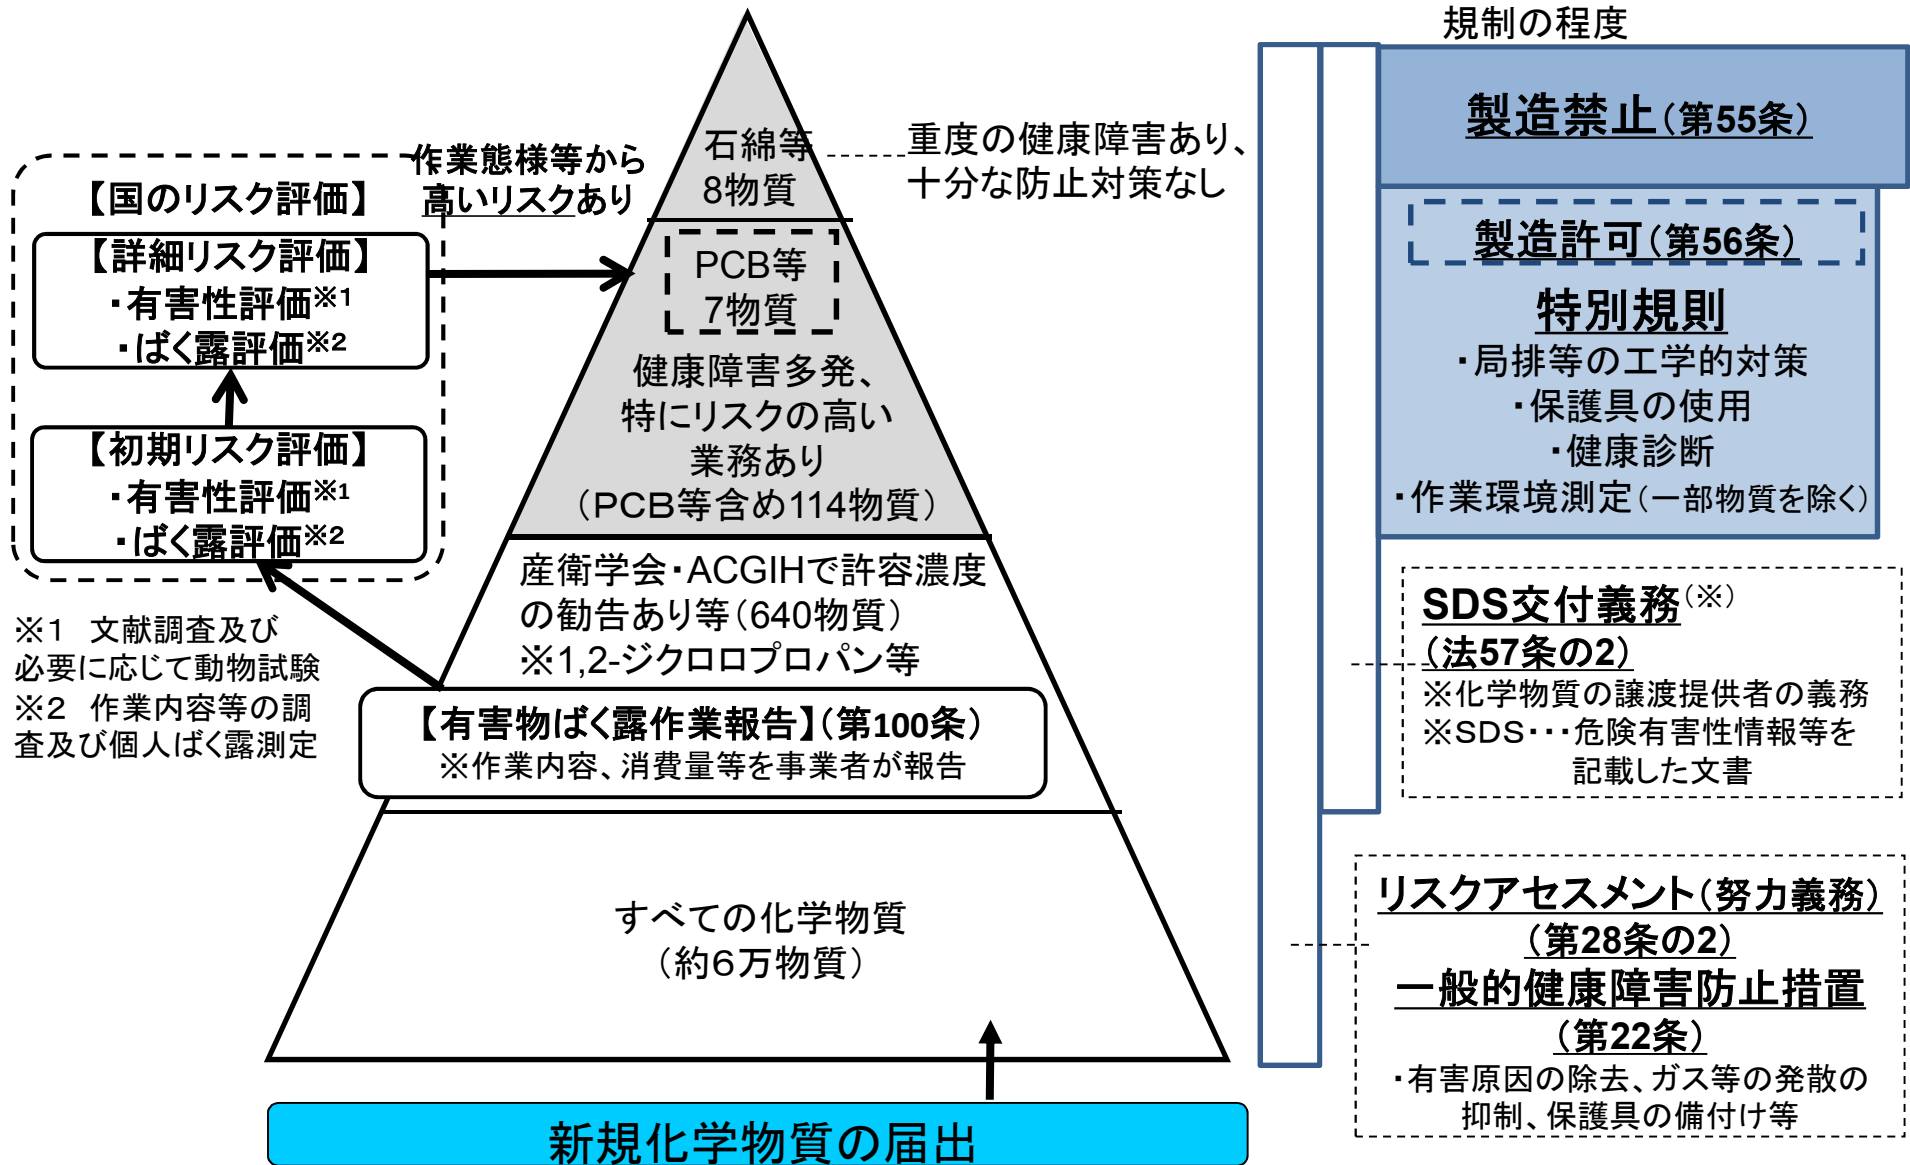 規制の程度
製造禁止(第55条)
石綿等
8物質
重度の健康障害あり、
十分な防止対策なし
作業態様等から
高いリスクあり
【国のリスク評価】
【詳細リスク評価】
・有害性評価※1
・ばく露評価※2
【初期リスク評価】
・有害性評価※1
・ばく露評価※2
※1 文献調査及び
必要に応じて動物試験
※2 作業内容等の調
査及び個人ばく露測定
PCB等
7物質
健康障害多発、
特にリスクの高い
業務あり
(PCB等含め114物質)
産衛学会・ACGIHで許容濃度
の勧告あり等(640物質)
※1,2-ジクロロプロパン等
【有害物ばく露作業報告】(第100条)
※作業内容、消費量等を事業者が報告
すべての化学物質
(約6万物質)
新規化学物質の届出
製造許可(第56条)
特別規則
・局排等の工学的対策
・保護具の使用
・健康診断
・作業環境測定(一部物質を除く)
SDS交付義務(※)
(法57条の2)
※化学物質の譲渡提供者の義務
※SDS・・・危険有害性情報等を
記載した文書
リスクアセスメント(努力義務)
(第28条の2)
一般的健康障害防止措置
(第22条)
・有害原因の除去、ガス等の発散の
抑制、保護具の備付け等